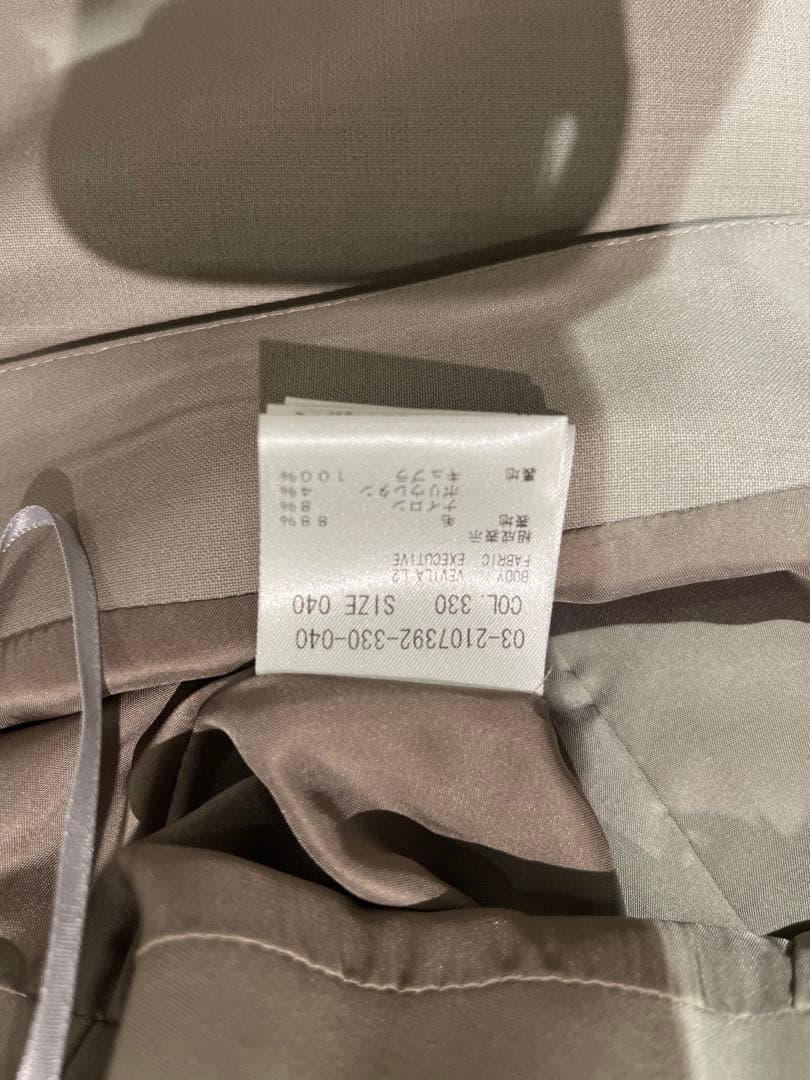 03-2107392-330-040
COL. 330 SIZE 040
BODY : VEVILA L2
FABRIC EXECUTIVE
組成表示
表地
毛 88%
ナイロン 8%
ポリウレタン 4%
裏地
キュプラ 100%